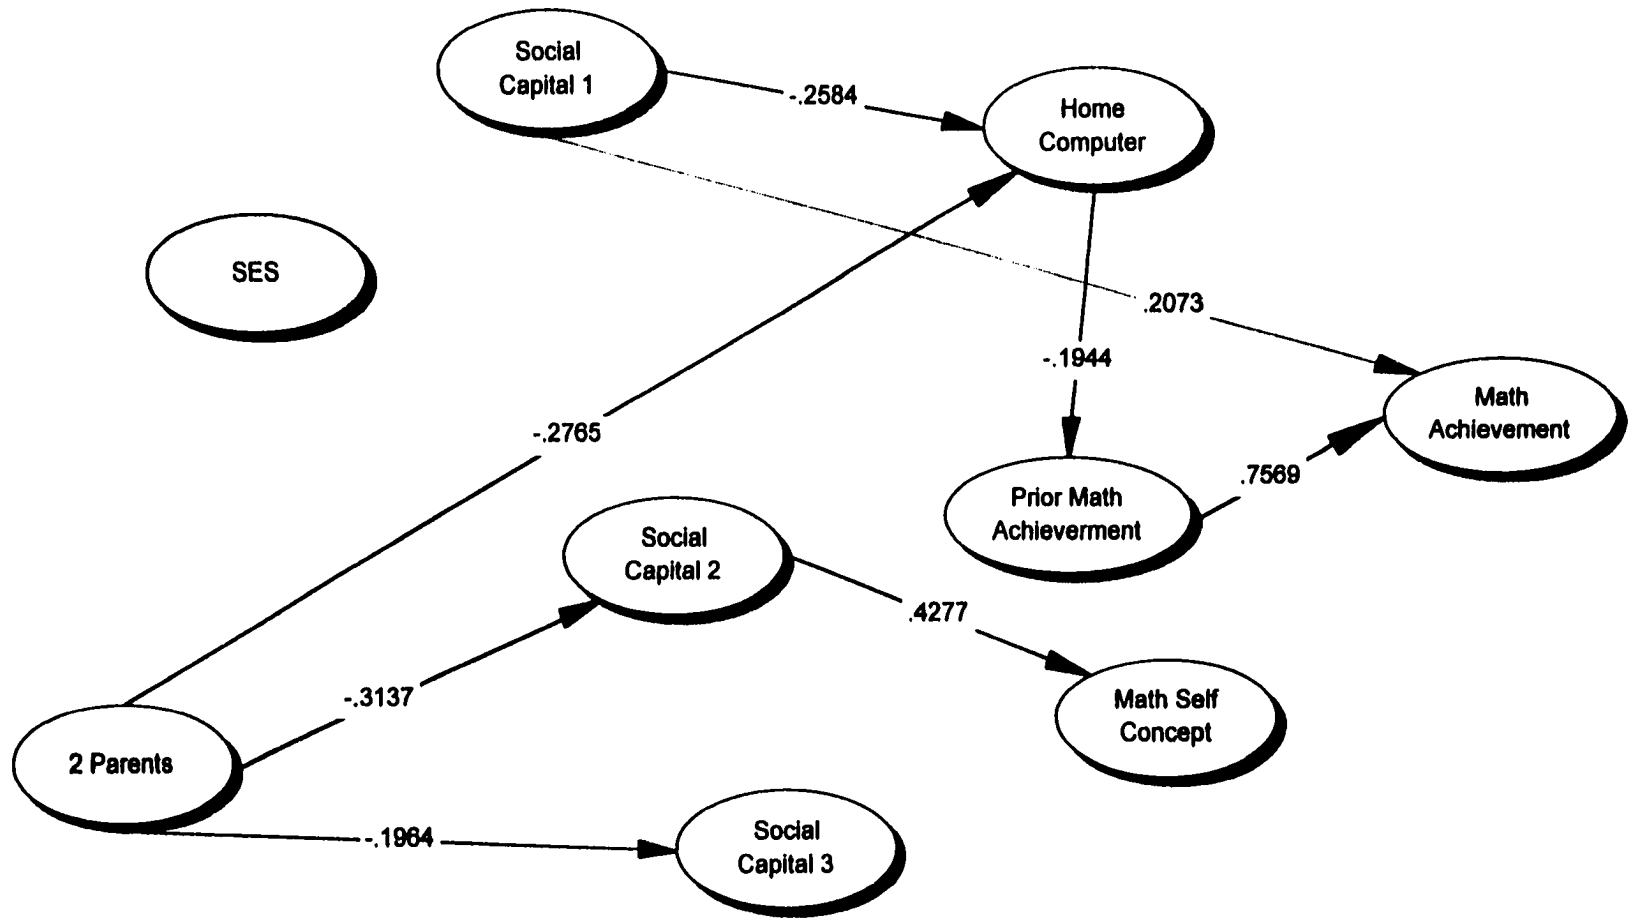 Social
Capital 1
-.2584
Home
Computer
SES
.2073
-.1944
Math
Achievement
-.2765
.7569
Prior Math
Achieverment
Social
Capital 2
.4277
-.3137
Math Self
Concept
2 Parents
-.1964
Social
Capital 3